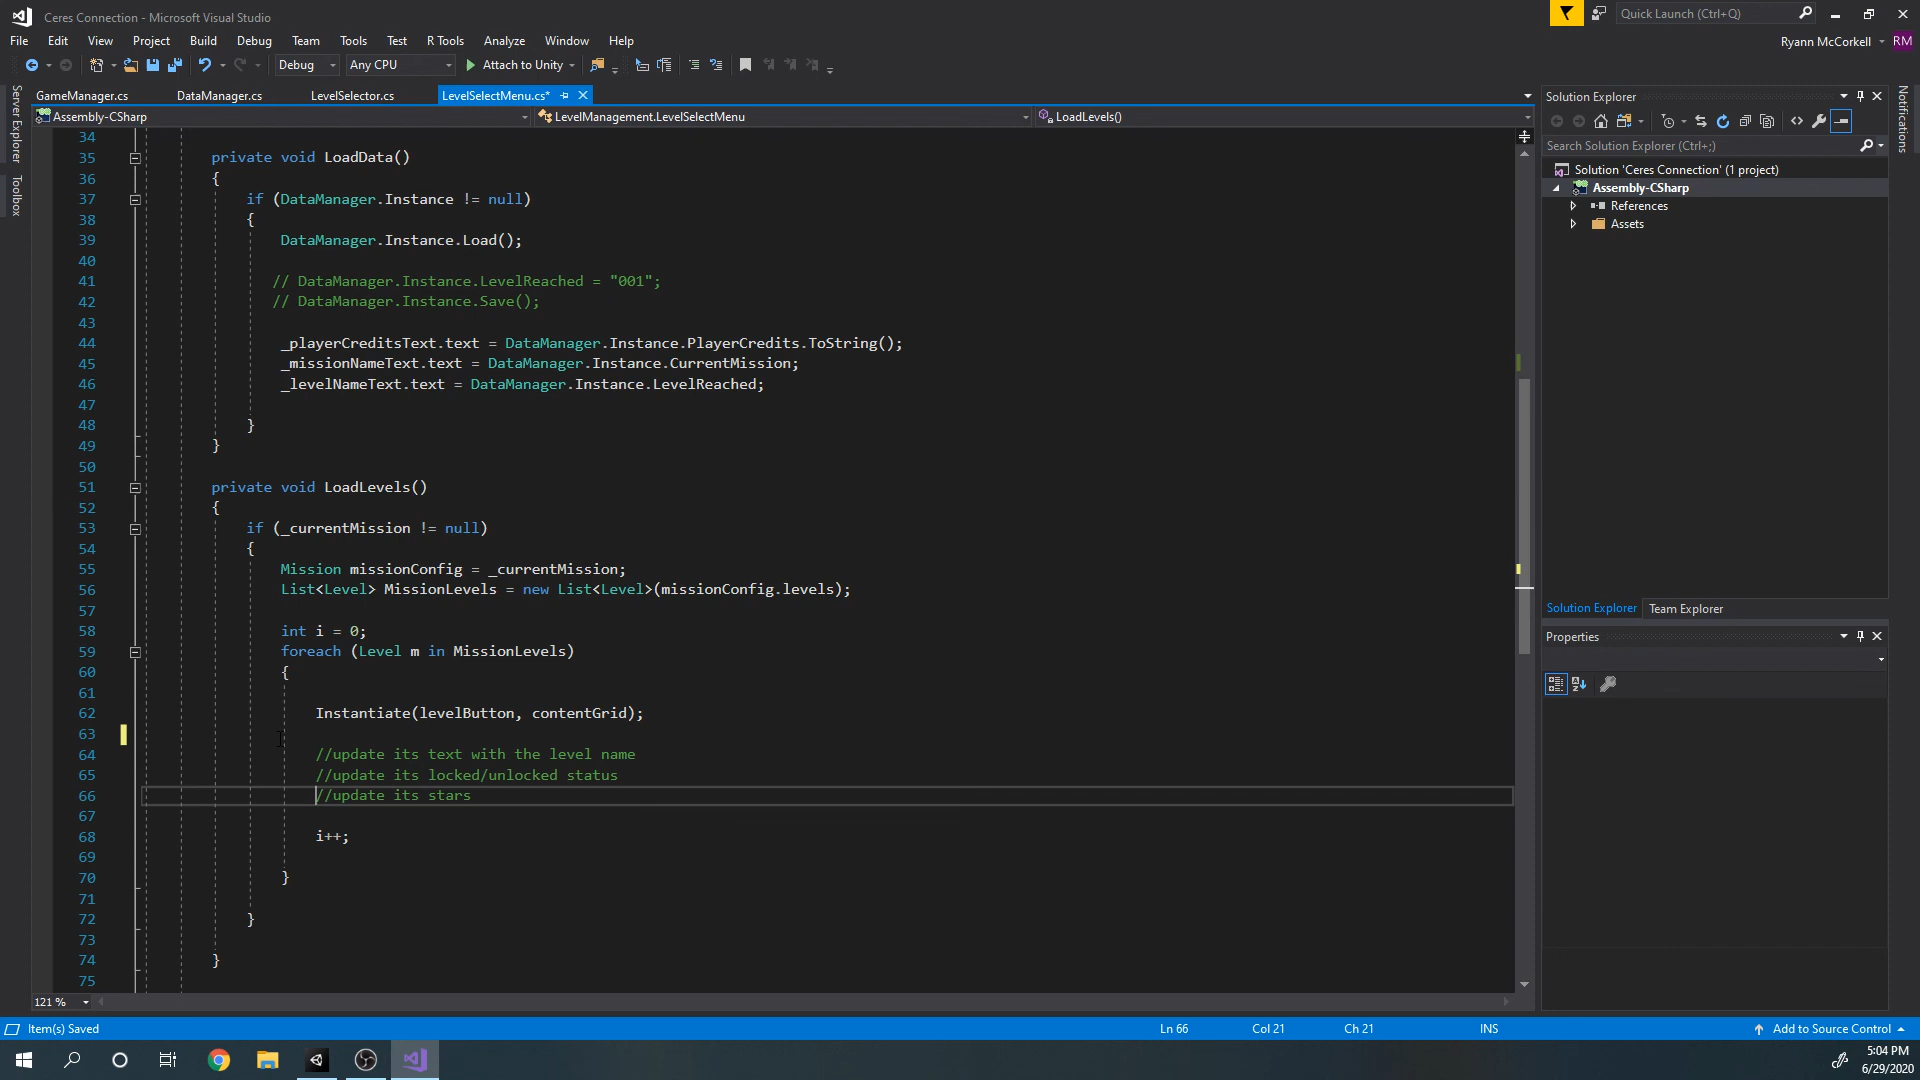 Ceres Connection - Microsoft Visual Studio
Quick Launch (Ctrl+Q)
File Edit View Project Build Debug Team Tools Test R Tools Analyze Window Help
Ryann McCorkell RM
Debug Any CPU Attach to Unity
GameManager.cs DataManager.cs LevelSelector.cs LevelSelectMenu.cs*
Assembly-CSharp LevelManagement.LevelSelectMenu LoadLevels()
Server Explorer
Toolbox
34
35 private void LoadData()
36 {
37 if (DataManager.Instance != null)
38 {
39 DataManager.Instance.Load();
40
41 // DataManager.Instance.LevelReached = "001";
42 // DataManager.Instance.Save();
43
44 _playerCreditsText.text = DataManager.Instance.PlayerCredits.ToString();
45 _missionNameText.text = DataManager.Instance.CurrentMission;
46 _levelNameText.text = DataManager.Instance.LevelReached;
47
48 }
49 }
50
51 private void LoadLevels()
52 {
53 if (_currentMission != null)
54 {
55 Mission missionConfig = _currentMission;
56 List<Level> MissionLevels = new List<Level>(missionConfig.levels);
57
58 int i = 0;
59 foreach (Level m in MissionLevels)
60 {
61
62 Instantiate(levelButton, contentGrid);
63
64 //update its text with the level name
65 //update its locked/unlocked status
66 //update its stars
67
68 i++;
69
70 }
71
72 }
73
74 }
75
121 %
Solution Explorer
Search Solution Explorer (Ctrl+;)
Solution 'Ceres Connection' (1 project)
Assembly-CSharp
References
Assets
Solution Explorer Team Explorer
Properties
Notifications
Item(s) Saved Ln 66 Col 21 Ch 21 INS Add to Source Control
5:04 PM
6/29/2020